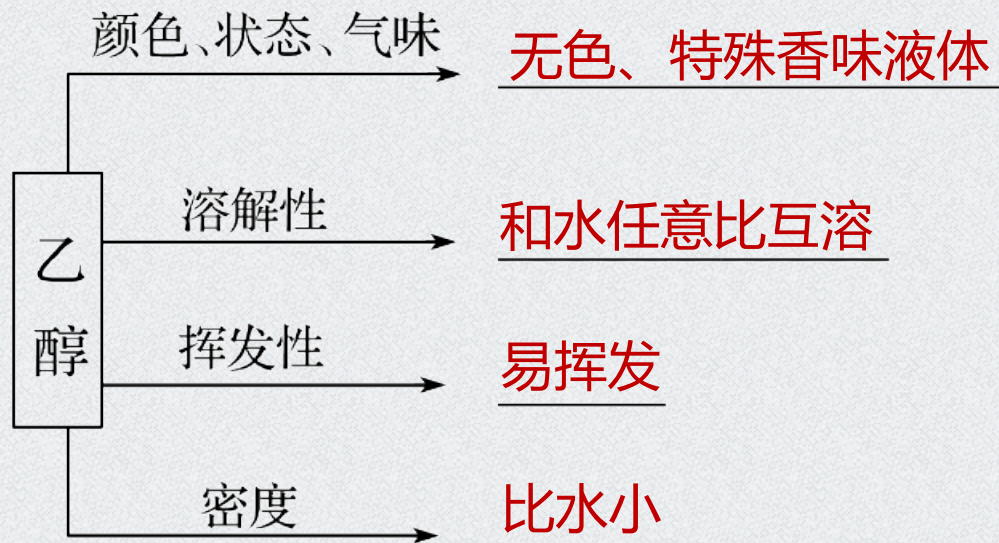 颜色、状态、气味
无色、特殊香味液体
溶解性
和水任意比互溶
乙醇
挥发性
易挥发
密度
比水小